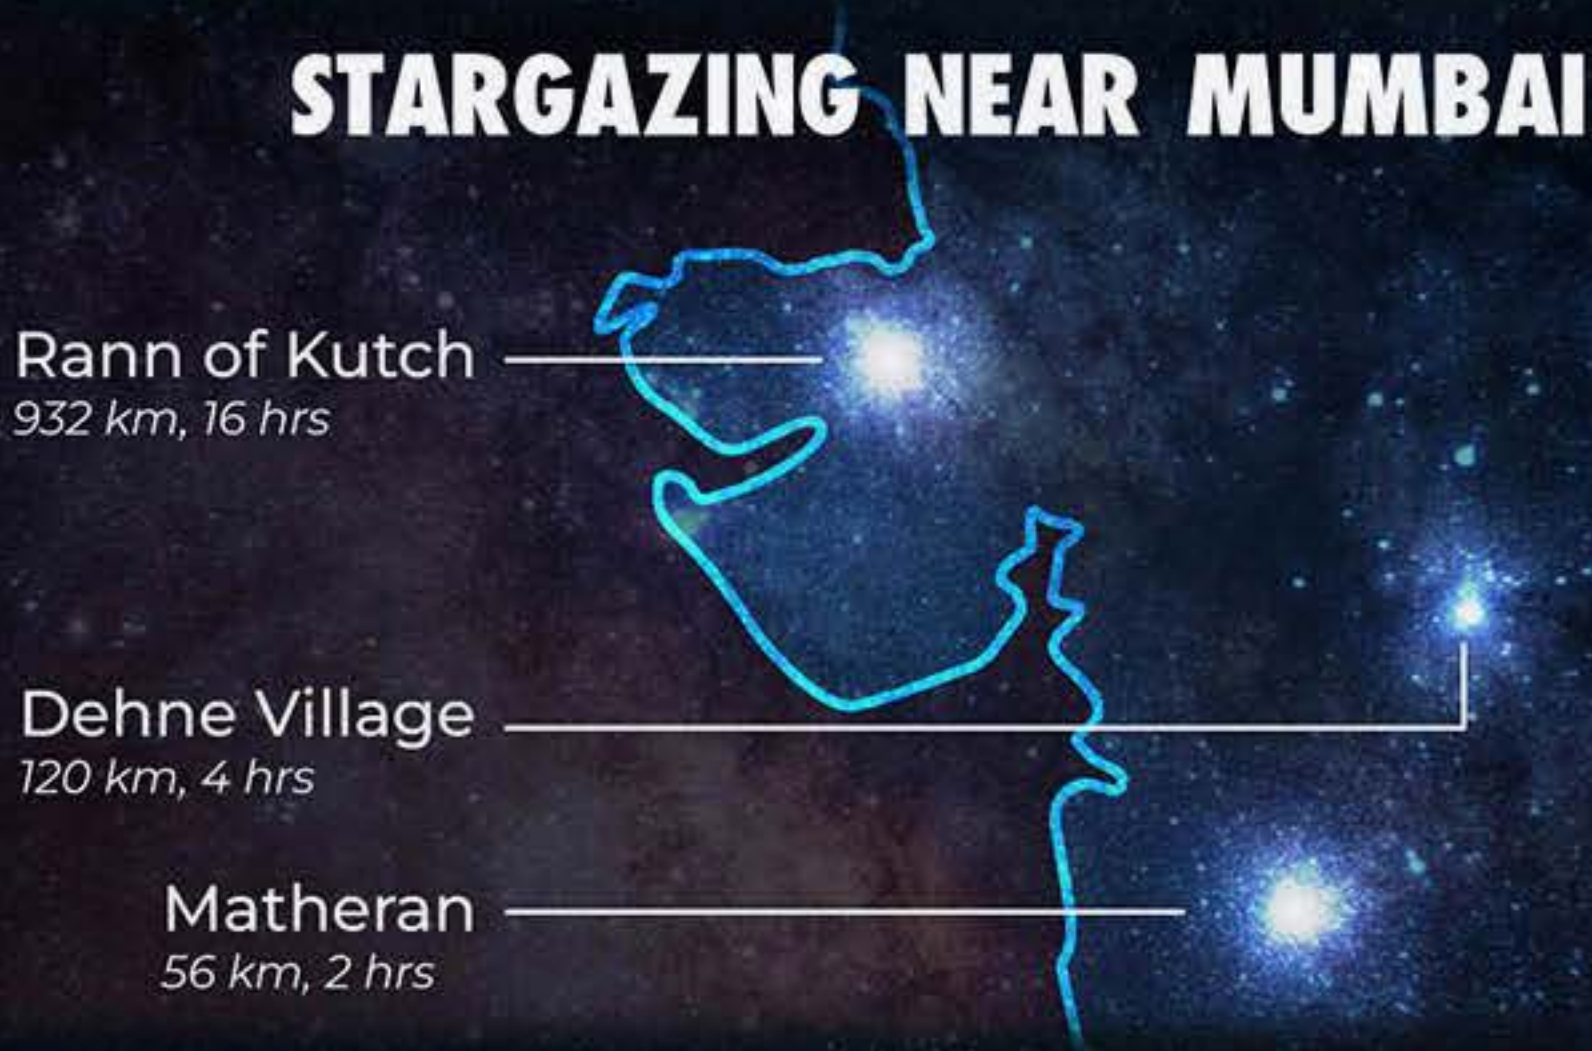 STARGAZING NEAR MUMBAI
Rann of Kutch
932 km, 16 hrs
Dehne Village
120 km, 4 hrs
Matheran
56 km, 2 hrs